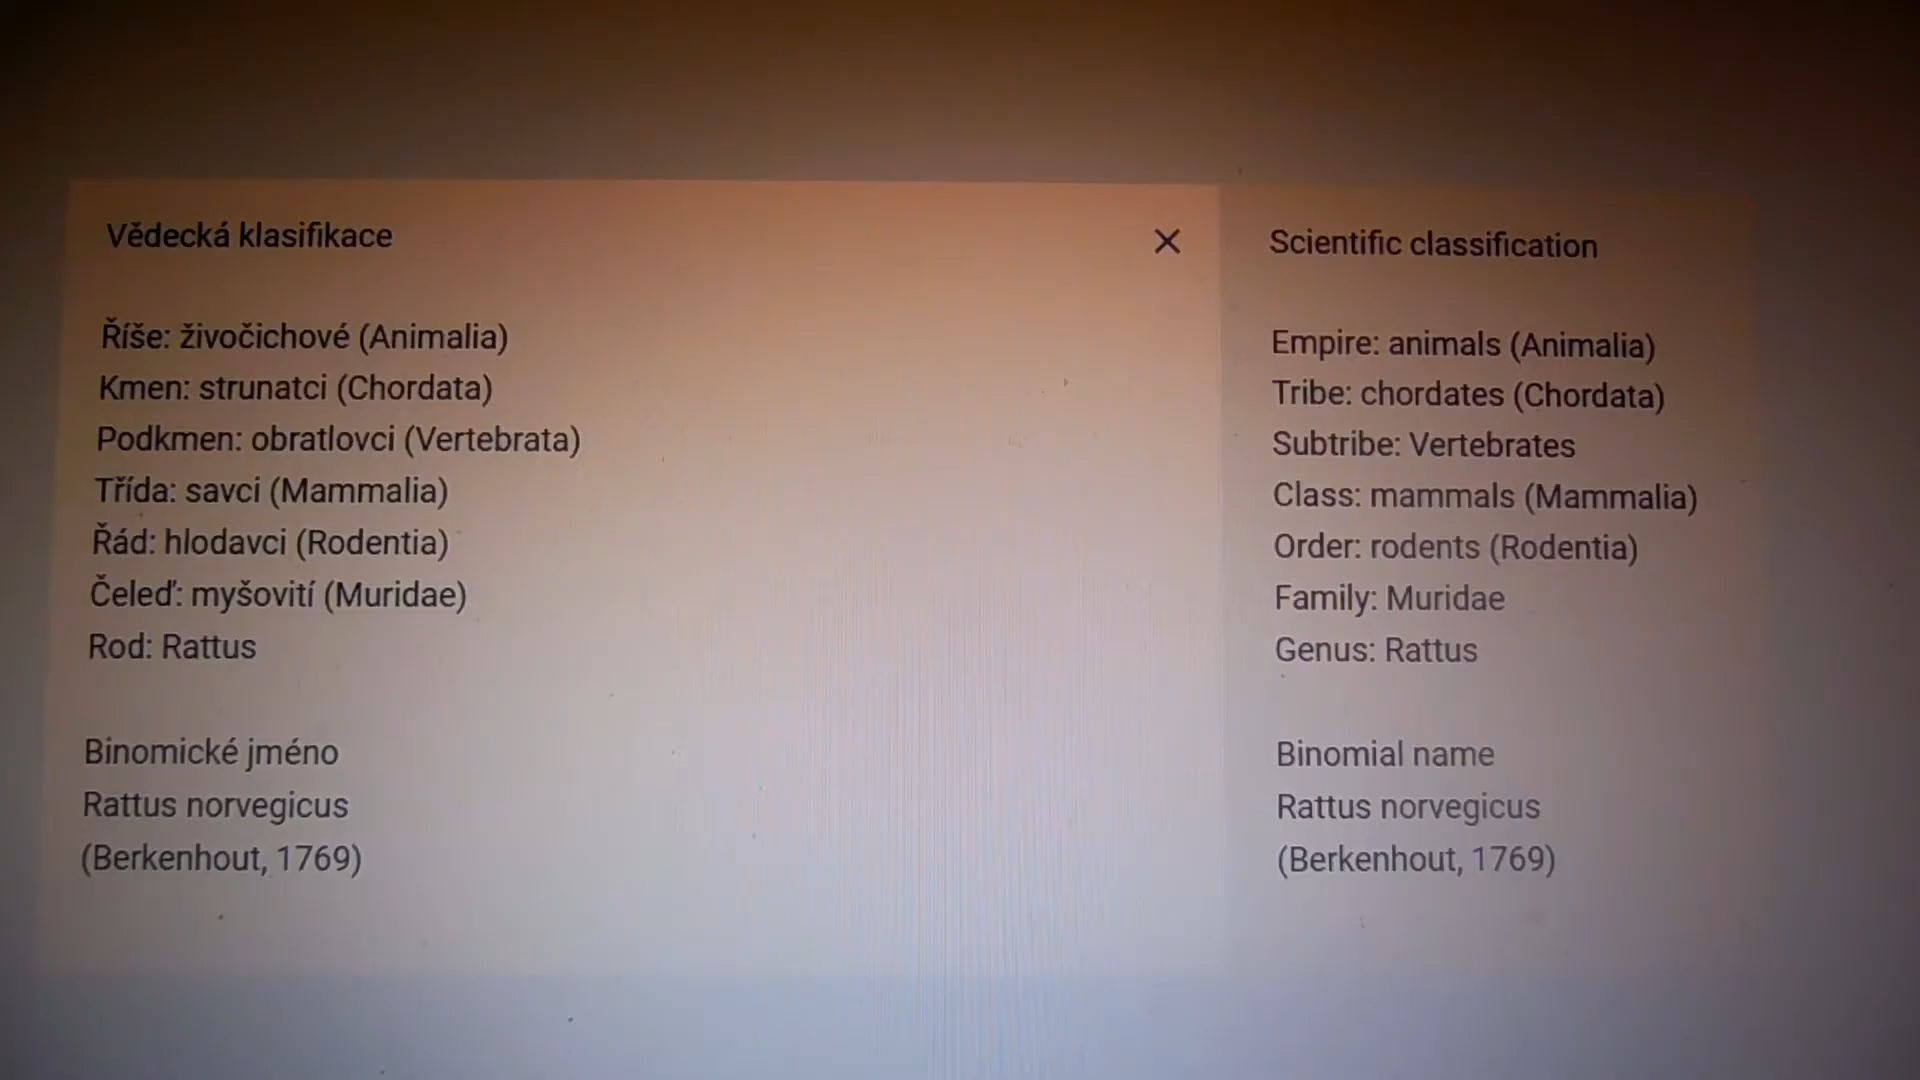 Vědecká klasifikace
Říše: živočichové (Animalia)
Kmen: strunatci (Chordata)
Podkmen: obratlovci (Vertebrata)
Třída: savci (Mammalia)
Řád: hlodavci (Rodentia)
Čeleď: myšovití (Muridae)
Rod: Rattus
Binomické jméno
Rattus norvegicus
(Berkenhout, 1769)
Scientific classification
Empire: animals (Animalia)
Tribe: chordates (Chordata)
Subtribe: Vertebrates
Class: mammals (Mammalia)
Order: rodents (Rodentia)
Family: Muridae
Genus: Rattus
Binomial name
Rattus norvegicus
(Berkenhout, 1769)